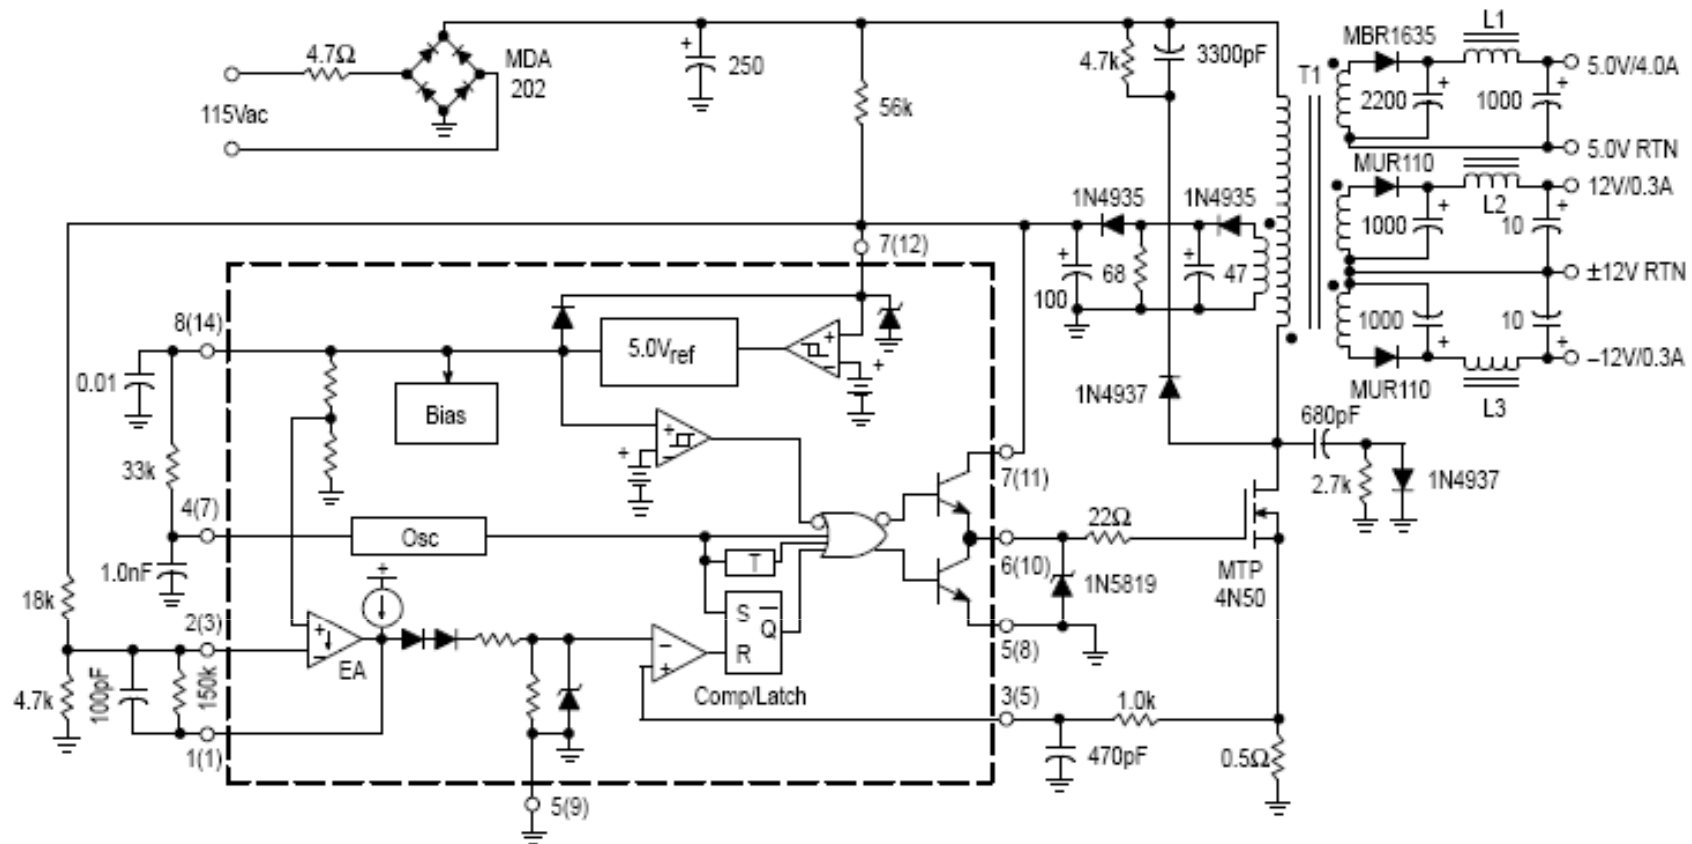 4.7Ω
MDA
202
115Vac
+
250
56k
4.7k
3300pF
T1
MBR1635
L1
5.0V/4.0A
+
2200
+
1000
5.0V RTN
MUR110
12V/0.3A
L2
+
1000
+
10
±12V RTN
1000
+
10
+
–12V/0.3A
MUR110
L3
1N4935
1N4935
7(12)
+
100
68
+
47
8(14)
5.0Vref
+
–
+
0.01
Bias
1N4937
680pF
+
–
+
33k
2.7k
1N4937
7(11)
4(7)
22Ω
Osc
T
6(10)
1N5819
MTP
4N50
1.0nF
+
18k
2(3)
+
–
EA
S
Q
R
–
+
5(8)
4.7k
100pF
150k
Comp/Latch
3(5)
1.0k
1(1)
470pF
0.5Ω
5(9)